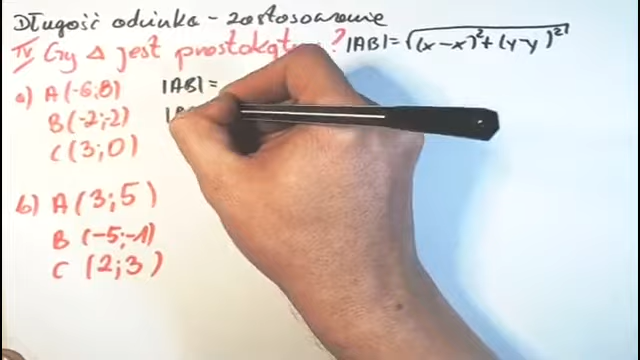 Długość odcinka - zastosowanie
IV Czy Δ jest prostokątny? |AB| = √(x-x)²+(y-y)²
a) A(-6;8) |AB| =
B(-2;-2)
C(3;0)
b) A(3;5)
B(-5;-1)
C(2;3)